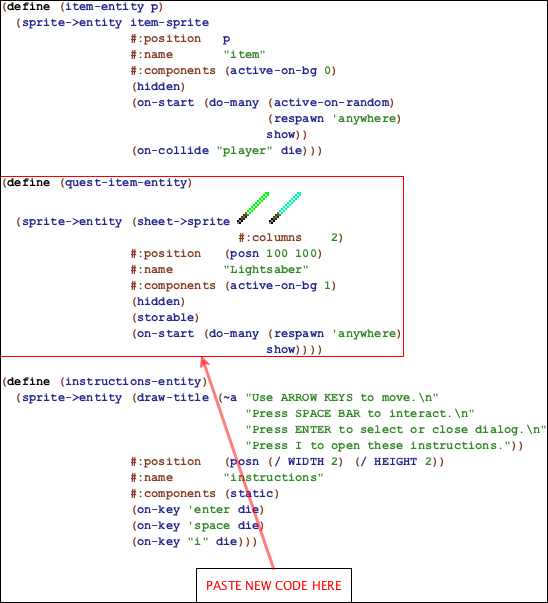 (define (item-entity p)
(sprite->entity item-sprite
#:position p
#:name "item"
#:components (active-on-bg 0)
(hidden)
(on-start (do-many (active-on-random)
(respawn 'anywhere)
show))
(on-collide "player" die)))
(define (quest-item-entity)
(sprite->entity (sheet->sprite
#:columns 2)
#:position (posn 100 100)
#:name "Lightsaber"
#:components (active-on-bg 1)
(hidden)
(storable)
(on-start (do-many (respawn 'anywhere)
show))))
(define (instructions-entity)
(sprite->entity (draw-title (~a "Use ARROW KEYS to move.\n"
"Press SPACE BAR to interact.\n"
"Press ENTER to select or close dialog.\n"
"Press I to open these instructions."))
#:position (posn (/ WIDTH 2) (/ HEIGHT 2))
#:name "instructions"
#:components (static)
(on-key 'enter die)
(on-key 'space die)
(on-key "i" die)))
PASTE NEW CODE HERE